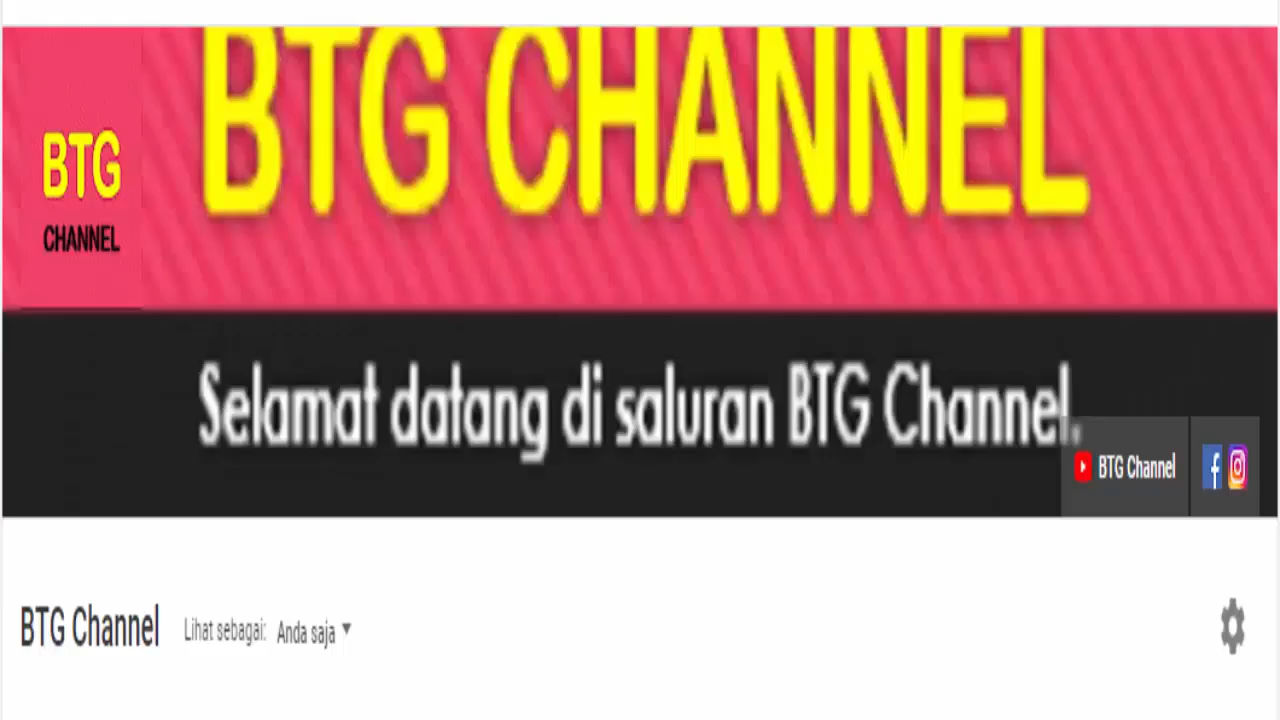 BTG CHANNEL
BTG
CHANNEL
Selamat datang di saluran BTG Channel.
BTG Channel
BTG Channel Lihat sebagai: Anda saja